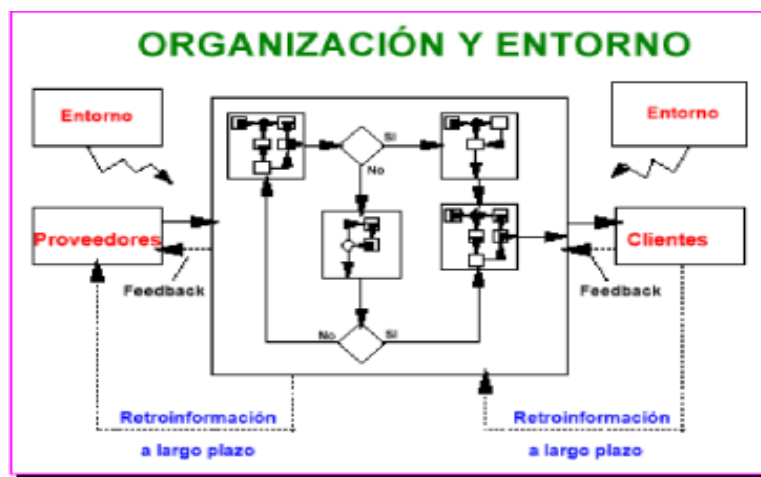 ORGANIZACIÓN Y ENTORNO
Entorno
Entorno
SI
No
Proveedores
Clientes
Feedback
Feedback
No
SI
Retroinformación
a largo plazo
Retroinformación
a largo plazo